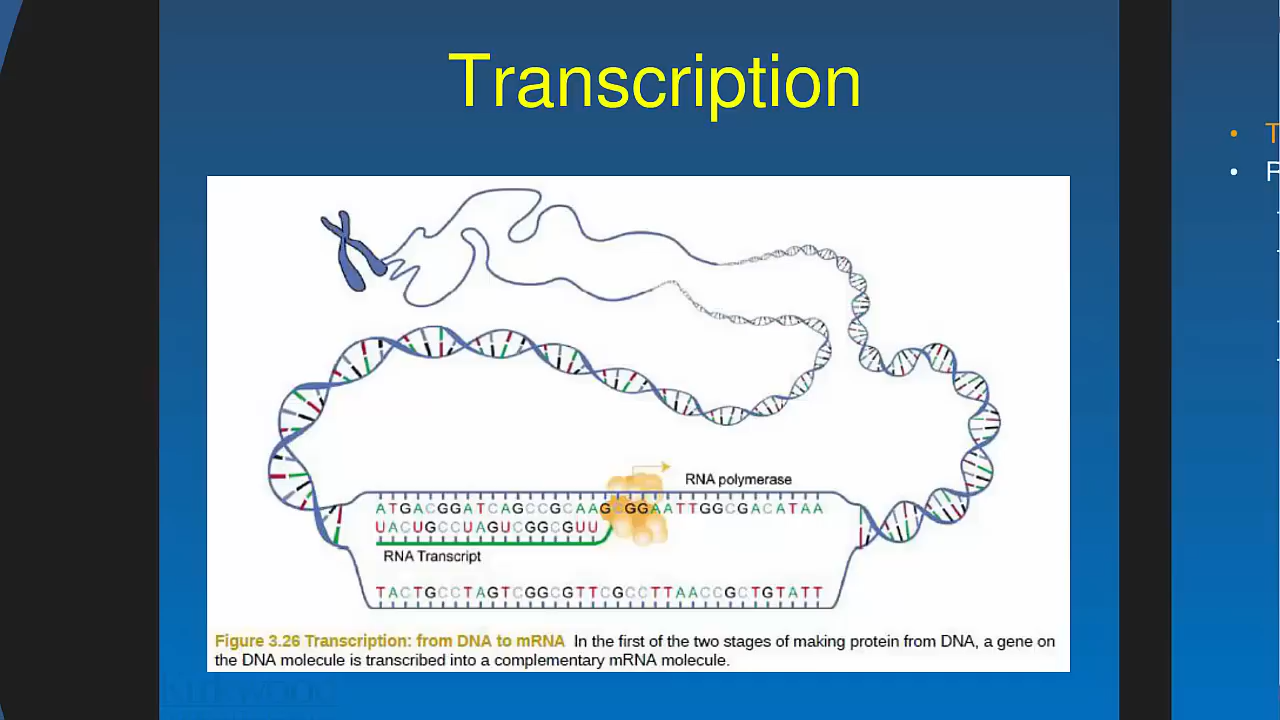 Transcription
RNA polymerase
ATGACGGATCAGCCGCAAGCGGAATTGGCGACATAA
UACUGCCUAGUCGGCGUU
RNA Transcript
TACTGCCTAGTCGGCGTTCGCCTTAACCGCTGTATT
Figure 3.26 Transcription: from DNA to mRNA In the first of the two stages of making protein from DNA, a gene on
the DNA molecule is transcribed into a complementary mRNA molecule.